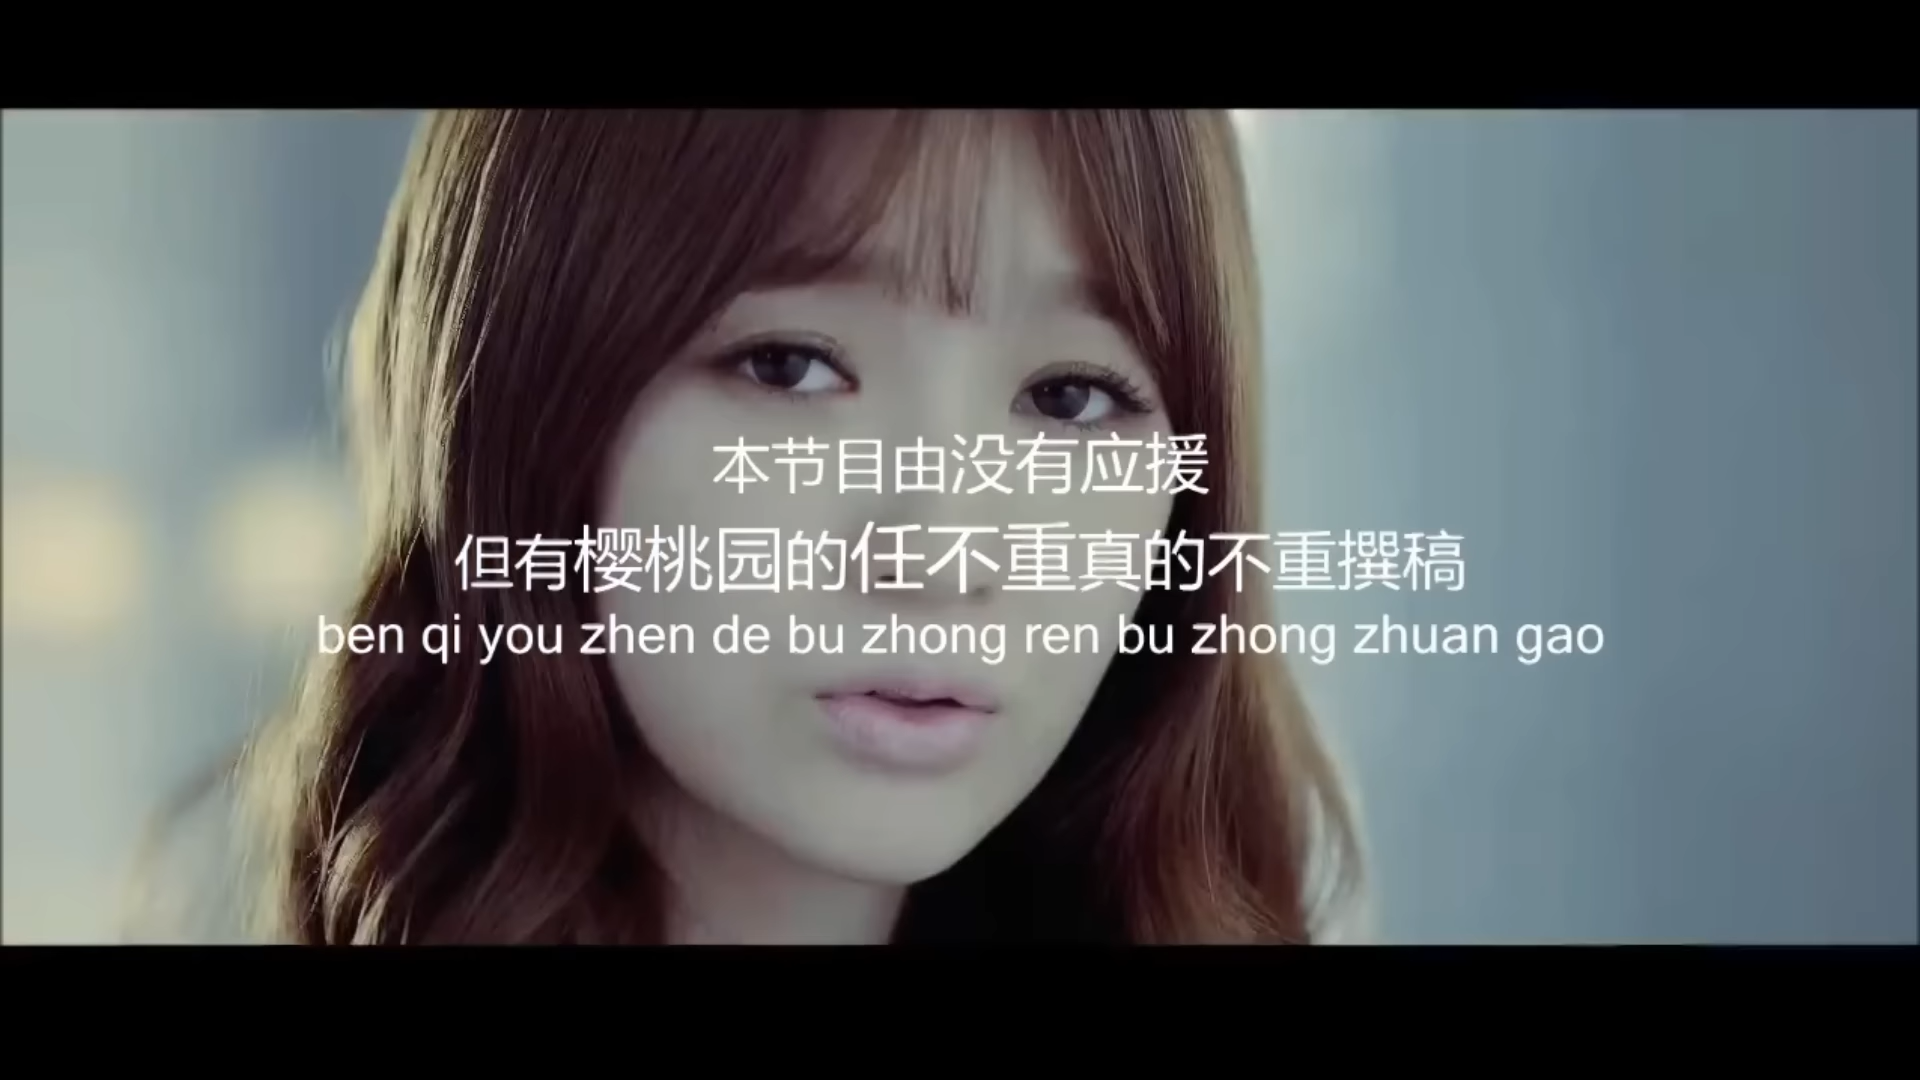 本节目由没有应援
但有樱桃园的任不重真的不重撰稿
ben qi you zhen de bu zhong ren bu zhong zhuan gao